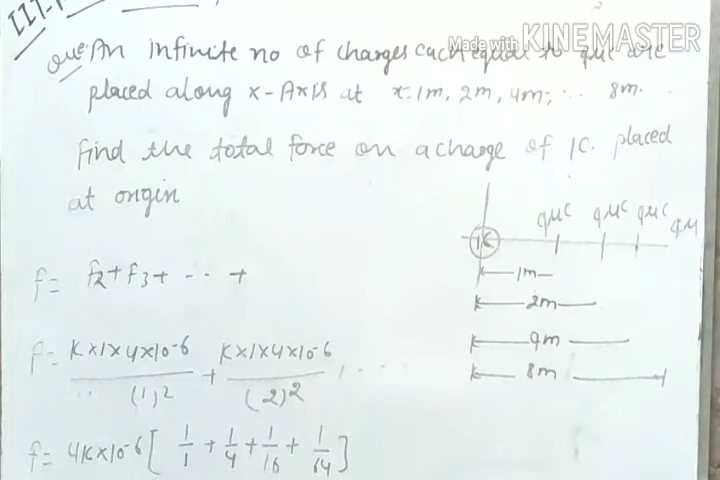 Made with KINEMASTER
Que An infinite no of charges each equal to 4μc are
placed along x-Axis at x=1m, 2m, 4m, ... 8m.
find the total force on a charge of 1C. placed
at origin
4μc 4μc 4μc 4μ
1C
1m
2m
4m
8m
f= f2 + f3 + ... +
f= K×1×4×10-6 / (1)2 + K×1×4×10-6 / (2)2 ....
f= 4K×10-6 [ 1/1 + 1/4 + 1/16 + 1/64 ]